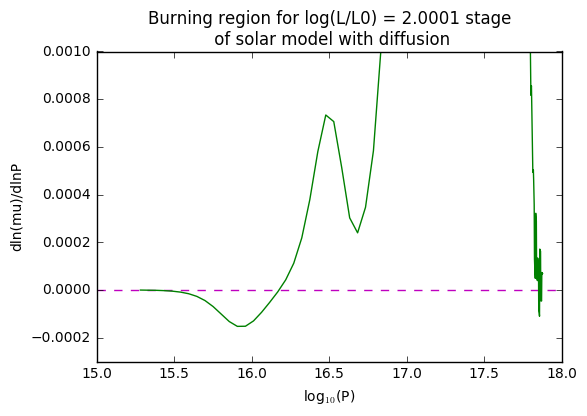 Burning region for log(L/L0) = 2.0001 stage
of solar model with diffusion
0.0010
0.0008
0.0006
0.0004
0.0002
0.0000
−0.0002
dln(mu)/dlnP
15.0 15.5 16.0 16.5 17.0 17.5 18.0
log₁₀(P)